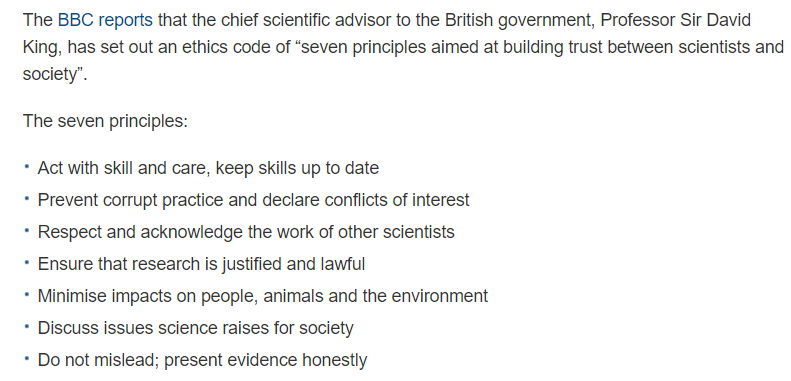 The BBC reports that the chief scientific advisor to the British government, Professor Sir David
King, has set out an ethics code of “seven principles aimed at building trust between scientists and
society”.
The seven principles:
• Act with skill and care, keep skills up to date
• Prevent corrupt practice and declare conflicts of interest
• Respect and acknowledge the work of other scientists
• Ensure that research is justified and lawful
• Minimise impacts on people, animals and the environment
• Discuss issues science raises for society
• Do not mislead; present evidence honestly